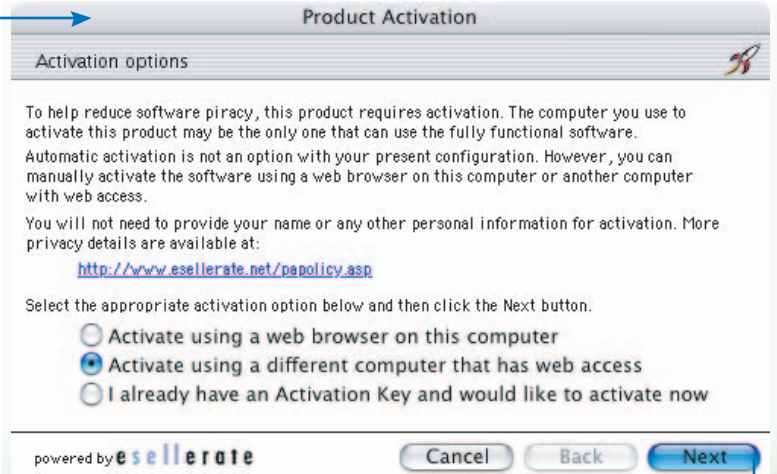 Product Activation
Activation options
To help reduce software piracy, this product requires activation. The computer you use to
activate this product may be the only one that can use the fully functional software.
Automatic activation is not an option with your present configuration. However, you can
manually activate the software using a web browser on this computer or another computer
with web access.
You will not need to provide your name or any other personal information for activation. More
privacy details are available at:
http://www.esellerate.net/papolicy.asp
Select the appropriate activation option below and then click the Next button.
Activate using a web browser on this computer
Activate using a different computer that has web access
I already have an Activation Key and would like to activate now
powered by esellerate Cancel Back Next